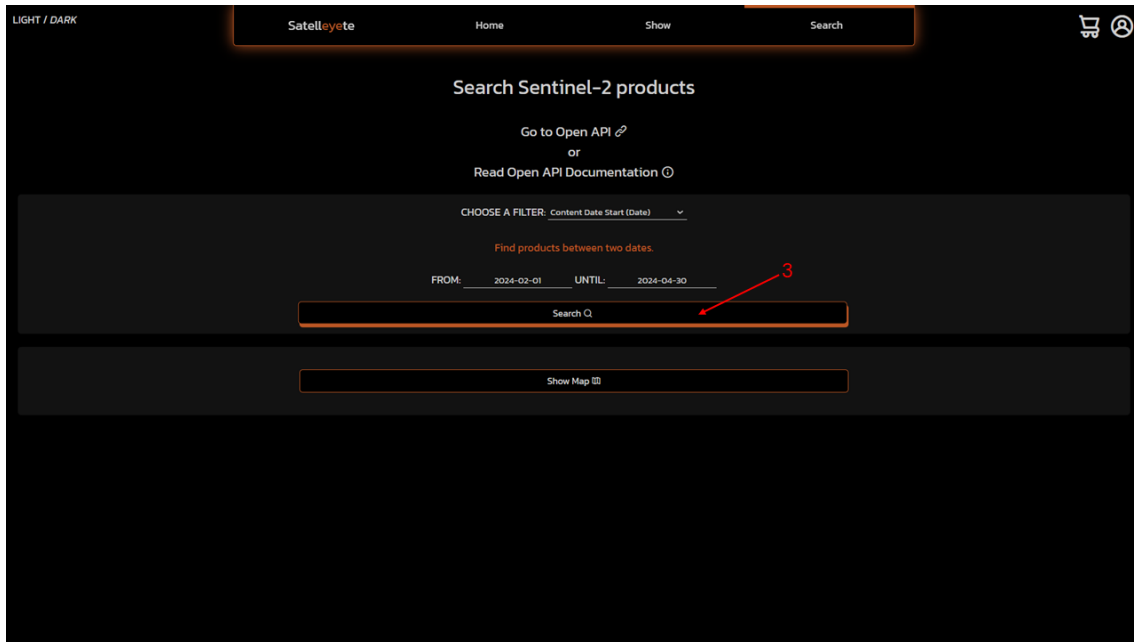 LIGHT / DARK
Satelleyete Home Show Search
Search Sentinel-2 products
Go to Open API
or
Read Open API Documentation
CHOOSE A FILTER: Content Date Start (Date)
Find products between two dates.
FROM: 2024-02-01 UNTIL: 2024-04-30
3
Search
Show Map